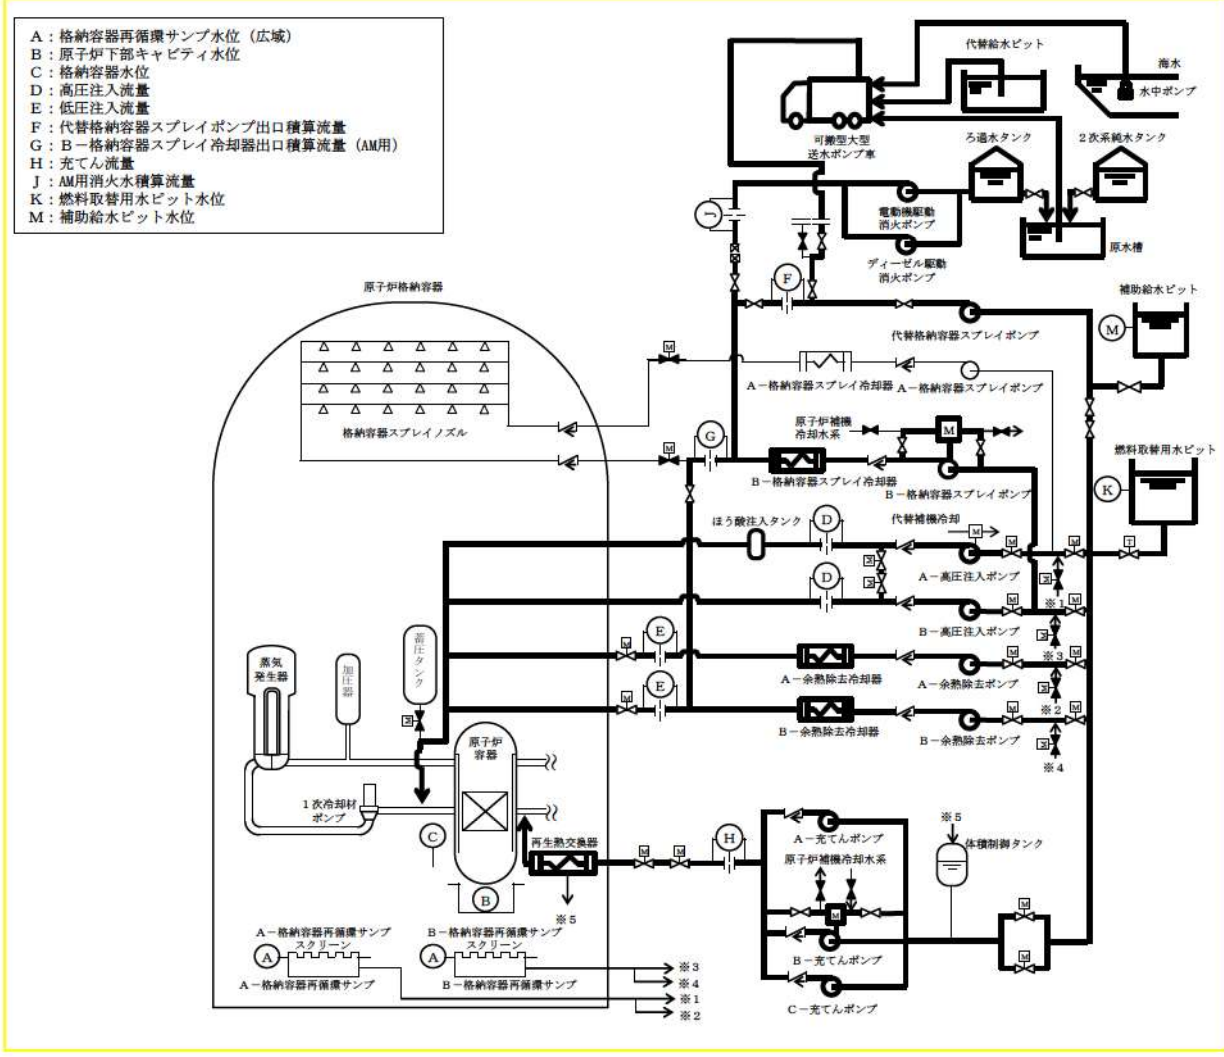 A：格納容器再循環サンプ水位（広域）
B：原子炉下部キャビティ水位
C：格納容器水位
D：高圧注入流量
E：低圧注入流量
F：代替格納容器スプレイポンプ出口積算流量
G：B－格納容器スプレイ冷却器出口積算流量（AM用）
H：充てん流量
J：AM用消火水積算流量
K：燃料取替用水ピット水位
M：補助給水ピット水位
代替給水ピット
海水
水中ポンプ
可搬型大型
送水ポンプ車
ろ過水タンク
2次系純水タンク
J
電動機駆動
消火ポンプ
原水槽
ディーゼル駆動
消火ポンプ
F
原子炉格納容器
補助給水ピット
M
代替格納容器スプレイポンプ
M
A－格納容器スプレイ冷却器
A－格納容器スプレイポンプ
格納容器スプレイノズル
原子炉補機
冷却水系
M
G
M
B－格納容器スプレイ冷却器
B－格納容器スプレイポンプ
燃料取替用水ピット
K
ほう酸注入タンク
D
代替補機冷却
M
M
M
T
A－高圧注入ポンプ
M
M
※1
D
M
M
M
B－高圧注入ポンプ
M
※3
E
M
M
M
A－余熱除去冷却器
A－余熱除去ポンプ
M
※2
E
M
M
M
B－余熱除去冷却器
B－余熱除去ポンプ
M
※4
蒸気
発生器
加圧器
蓄圧タンク
M
原子炉
容器
1次冷却材
ポンプ
C
B
再生熱交換器
※5
M
M
H
A－充てんポンプ
原子炉補機冷却水系
M
B－充てんポンプ
C－充てんポンプ
※5
体積制御タンク
M
M
A－格納容器再循環サンプ
スクリーン
A
A－格納容器再循環サンプ
B－格納容器再循環サンプ
スクリーン
A
B－格納容器再循環サンプ
※3
※4
※1
※2